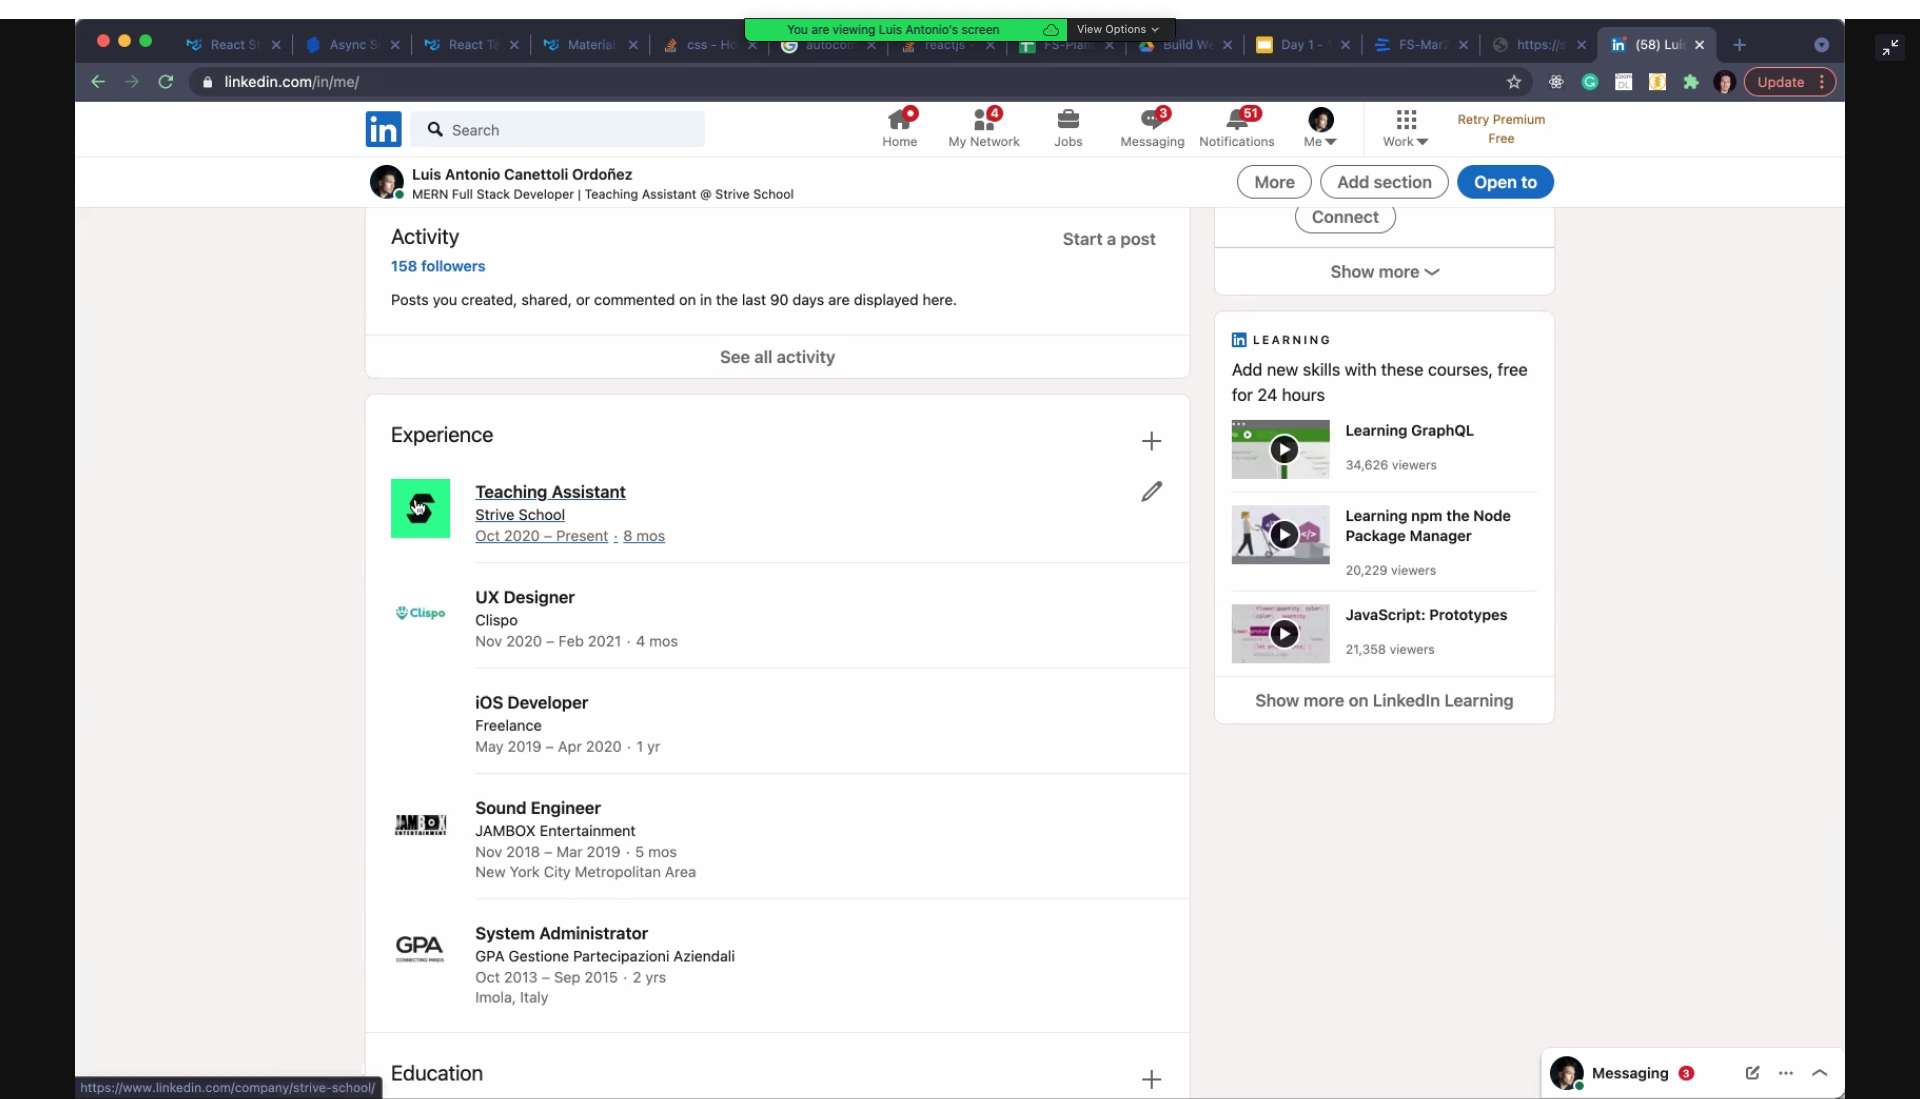 You are viewing Luis Antonio's screen
View Options
React St
Async S
React Ta
Material
css - Ho
autocom
reactjs -
FS-Plan
Build We
Day 1 -
FS-Mar2
https://s
(58) Lui
linkedin.com/in/me/
Update
in
Search
Home
4
My Network
Jobs
3
Messaging
51
Notifications
Me
Work
Retry Premium
Free
Luis Antonio Canettoli Ordoñez
MERN Full Stack Developer | Teaching Assistant @ Strive School
More
Add section
Open to
Activity
Start a post
158 followers
Posts you created, shared, or commented on in the last 90 days are displayed here.
See all activity
Experience
Teaching Assistant
Strive School
Oct 2020 – Present · 8 mos
Clispo
UX Designer
Clispo
Nov 2020 – Feb 2021 · 4 mos
iOS Developer
Freelance
May 2019 – Apr 2020 · 1 yr
JAMBOX
ENTERTAINMENT
Sound Engineer
JAMBOX Entertainment
Nov 2018 – Mar 2019 · 5 mos
New York City Metropolitan Area
GPA
CONNECTING MINDS
System Administrator
GPA Gestione Partecipazioni Aziendali
Oct 2013 – Sep 2015 · 2 yrs
Imola, Italy
Education
Connect
Show more
in LEARNING
Add new skills with these courses, free
for 24 hours
Learning GraphQL
34,626 viewers
Learning npm the Node
Package Manager
20,229 viewers
JavaScript: Prototypes
21,358 viewers
Show more on LinkedIn Learning
Messaging 3
https://www.linkedin.com/company/strive-school/